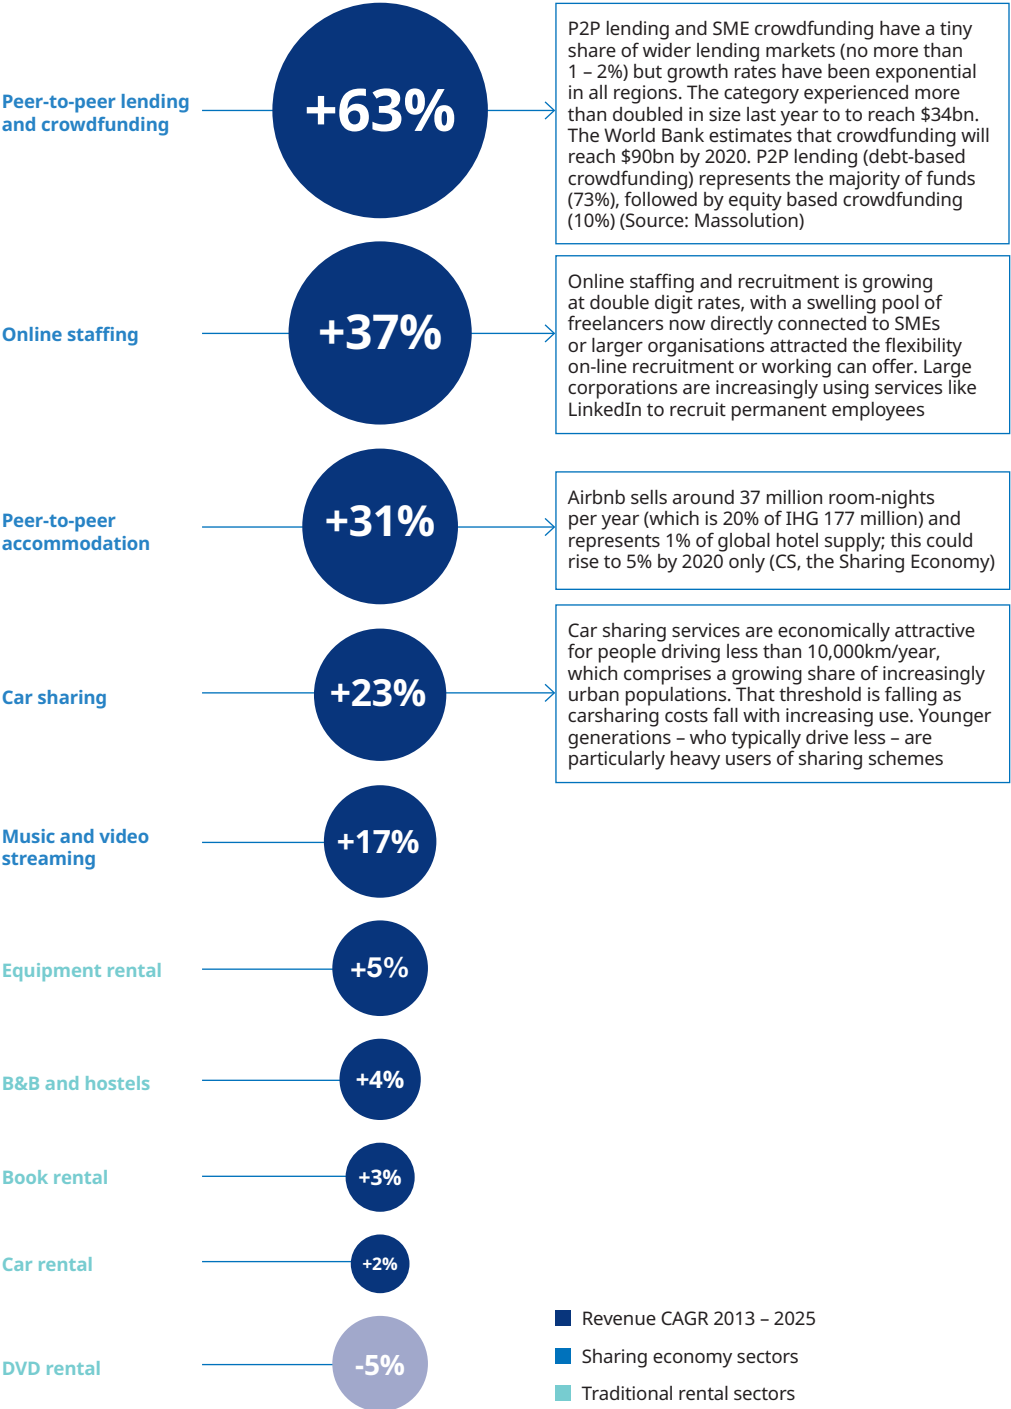 Peer-to-peer lending
and crowdfunding
+63%
P2P lending and SME crowdfunding have a tiny
share of wider lending markets (no more than
1 – 2%) but growth rates have been exponential
in all regions. The category experienced more
than doubled in size last year to to reach $34bn.
The World Bank estimates that crowdfunding will
reach $90bn by 2020. P2P lending (debt-based
crowdfunding) represents the majority of funds
(73%), followed by equity based crowdfunding
(10%) (Source: Massolution)
Online staffing
+37%
Online staffing and recruitment is growing
at double digit rates, with a swelling pool of
freelancers now directly connected to SMEs
or larger organisations attracted the flexibility
on-line recruitment or working can offer. Large
corporations are increasingly using services like
LinkedIn to recruit permanent employees
Peer-to-peer
accommodation
+31%
Airbnb sells around 37 million room-nights
per year (which is 20% of IHG 177 million) and
represents 1% of global hotel supply; this could
rise to 5% by 2020 only (CS, the Sharing Economy)
Car sharing
+23%
Car sharing services are economically attractive
for people driving less than 10,000km/year,
which comprises a growing share of increasingly
urban populations. That threshold is falling as
carsharing costs fall with increasing use. Younger
generations – who typically drive less – are
particularly heavy users of sharing schemes
Music and video
streaming
+17%
Equipment rental
+5%
B&B and hostels
+4%
Book rental
+3%
Car rental
+2%
DVD rental
-5%
Revenue CAGR 2013 – 2025
Sharing economy sectors
Traditional rental sectors